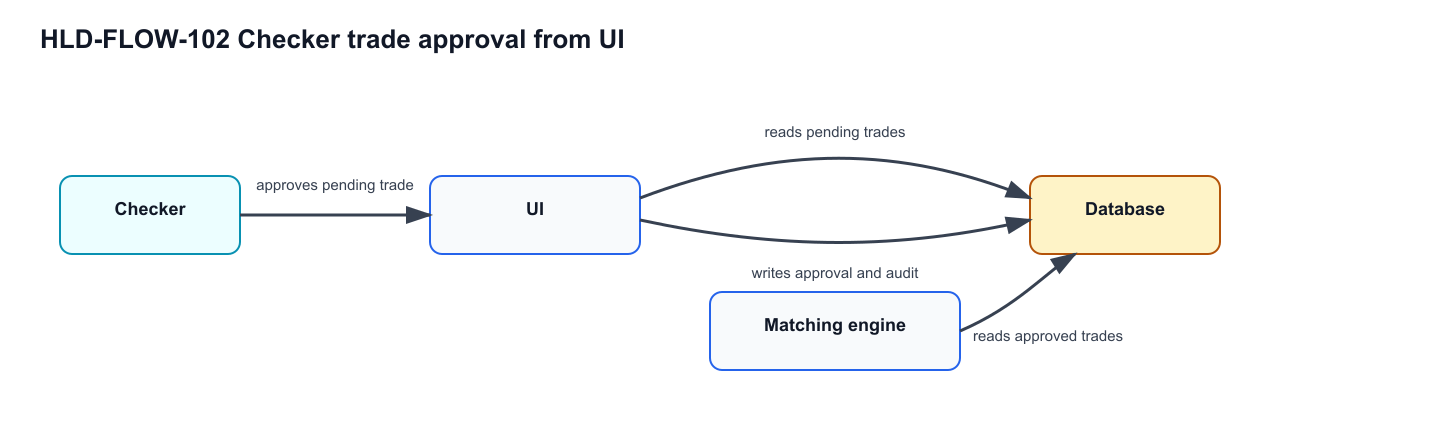 HLD-FLOW-102 Checker trade approval from UI
reads pending trades
approves pending trade
Checker
UI
Database
writes approval and audit
Matching engine
reads approved trades